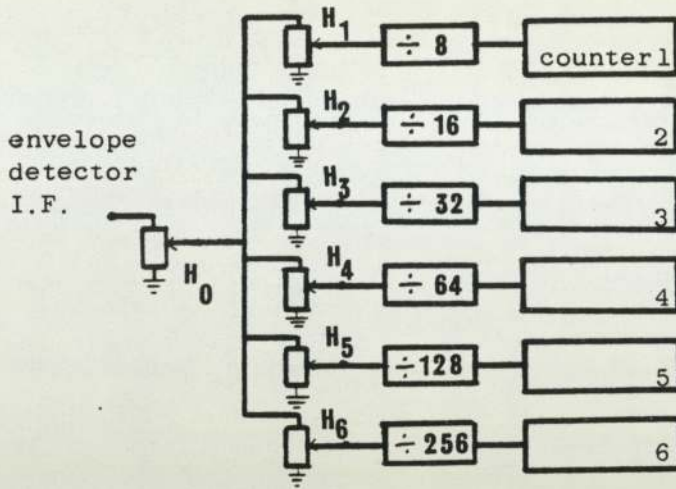 H1 ÷ 8 counter1
H2 ÷ 16 2
envelope
detector
I.F.
H3 ÷ 32 3
H0
H4 ÷ 64 4
H5 ÷ 128 5
H6 ÷ 256 6